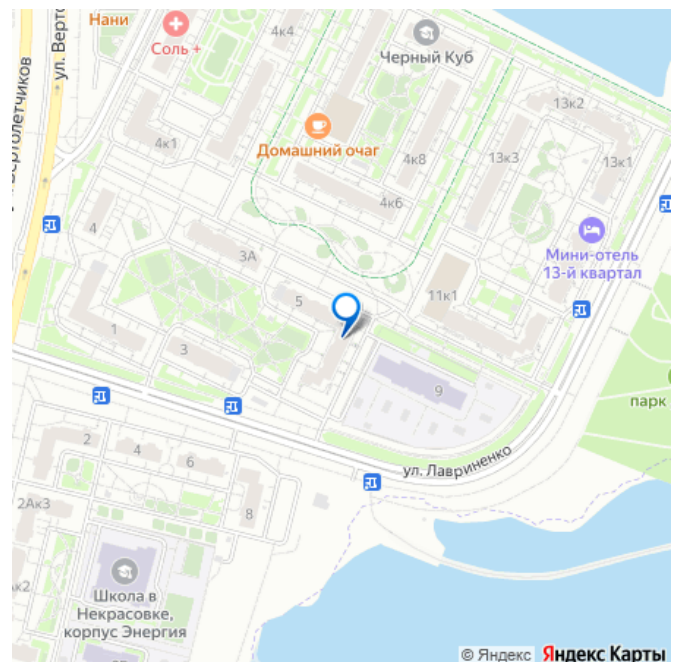 Нани
Соль +
ул. Верто
Вертолетчиков
4к4
Черный Куб
13к2
Домашний очаг
4к1
4к8
13к3
13к1
4к6
4
3А
Мини-отель
13-й квартал
5
11к1
1
3
9
парк
ул. Лавриненко
2
4
6
2Ак3
8
Школа в
Некрасовке,
корпус Энергия
© Яндекс Яндекс Карты